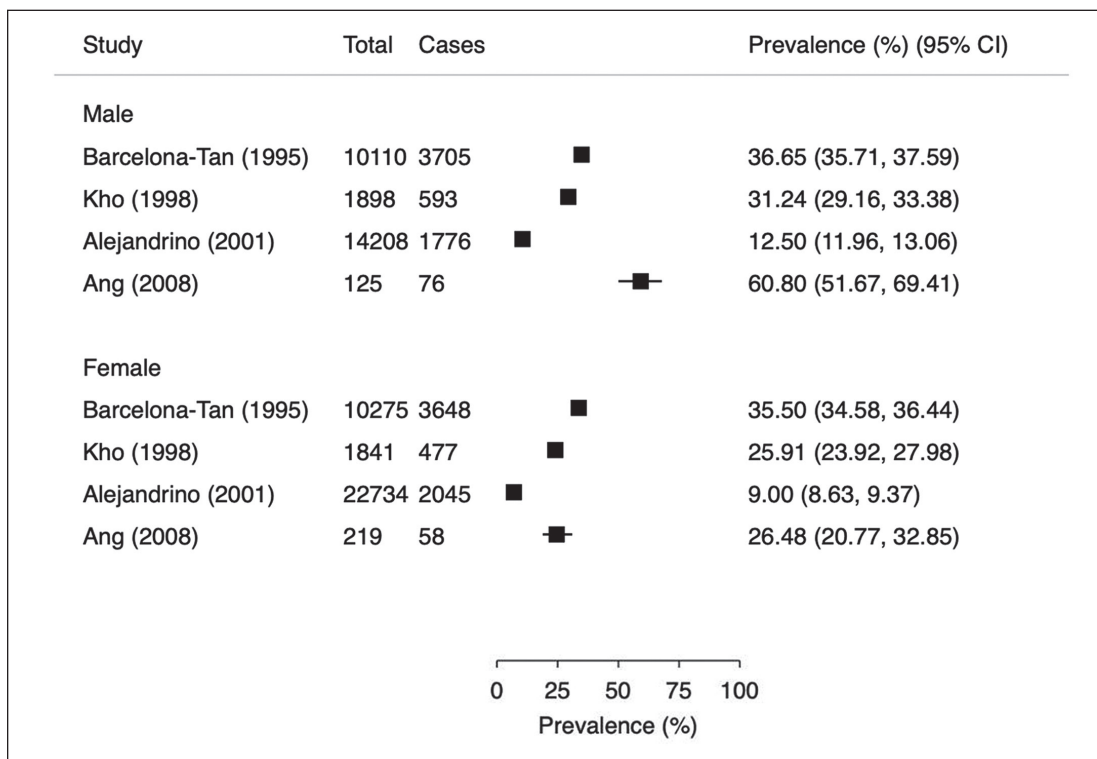 Study Total Cases Prevalence (%) (95% CI)
Male
Barcelona-Tan (1995) 10110 3705 36.65 (35.71, 37.59)
Kho (1998) 1898 593 31.24 (29.16, 33.38)
Alejandrino (2001) 14208 1776 12.50 (11.96, 13.06)
Ang (2008) 125 76 60.80 (51.67, 69.41)
Female
Barcelona-Tan (1995) 10275 3648 35.50 (34.58, 36.44)
Kho (1998) 1841 477 25.91 (23.92, 27.98)
Alejandrino (2001) 22734 2045 9.00 (8.63, 9.37)
Ang (2008) 219 58 26.48 (20.77, 32.85)
0 25 50 75 100
Prevalence (%)